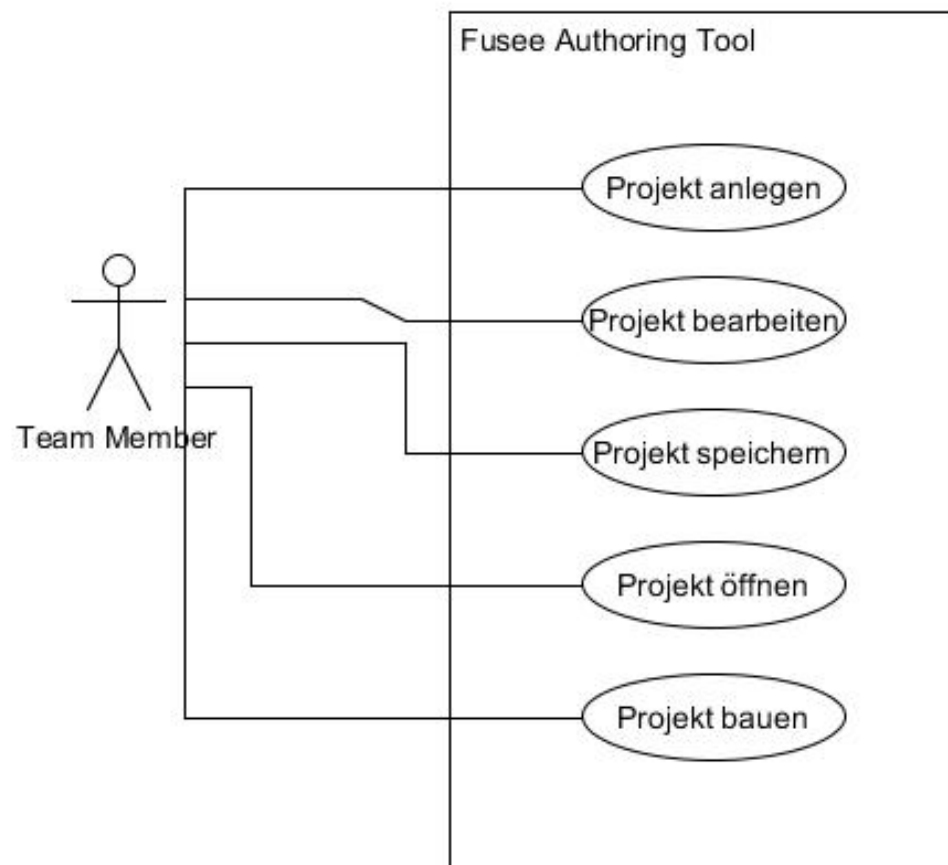 Fusee Authoring Tool
Projekt anlegen
Projekt bearbeiten
Team Member
Projekt speichern
Projekt öffnen
Projekt bauen